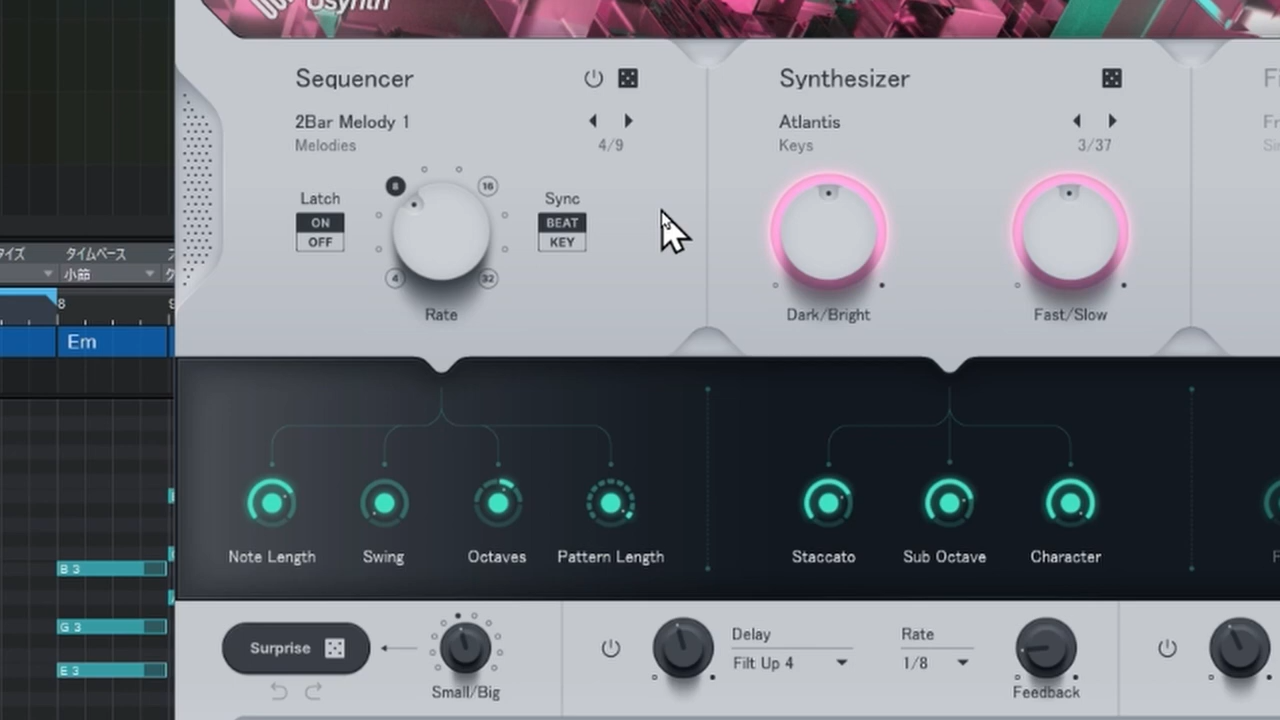 Usynth
Sequencer
2Bar Melody 1
Melodies
4/9
Latch
ON
OFF
8
16
4
32
Rate
Sync
BEAT
KEY
Synthesizer
Atlantis
Keys
3/37
Dark/Bright
Fast/Slow
イズ
タイムベース
小節
8
Em
Note Length
Swing
Octaves
Pattern Length
Staccato
Sub Octave
Character
B 3
G 3
E 3
Surprise
Small/Big
Delay
Filt Up 4
Rate
1/8
Feedback